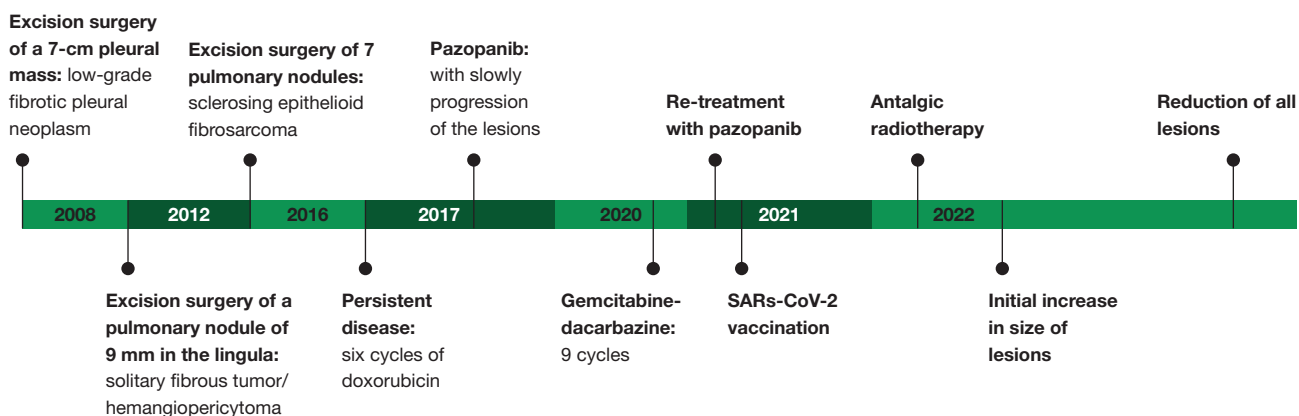 Excision surgery
of a 7-cm pleural
mass: low-grade
fibrotic pleural
neoplasm
Excision surgery of 7
pulmonary nodules:
sclerosing epithelioid
fibrosarcoma
Pazopanib:
with slowly
progression
of the lesions
Re-treatment
with pazopanib
Antalgic
radiotherapy
Reduction of all
lesions
2008
2012
2016
2017
2020
2021
2022
Excision surgery of a
pulmonary nodule of
9 mm in the lingula:
solitary fibrous tumor/
hemangiopericytoma
Persistent
disease:
six cycles of
doxorubicin
Gemcitabine-
dacarbazine:
9 cycles
SARs-CoV-2
vaccination
Initial increase
in size of
lesions